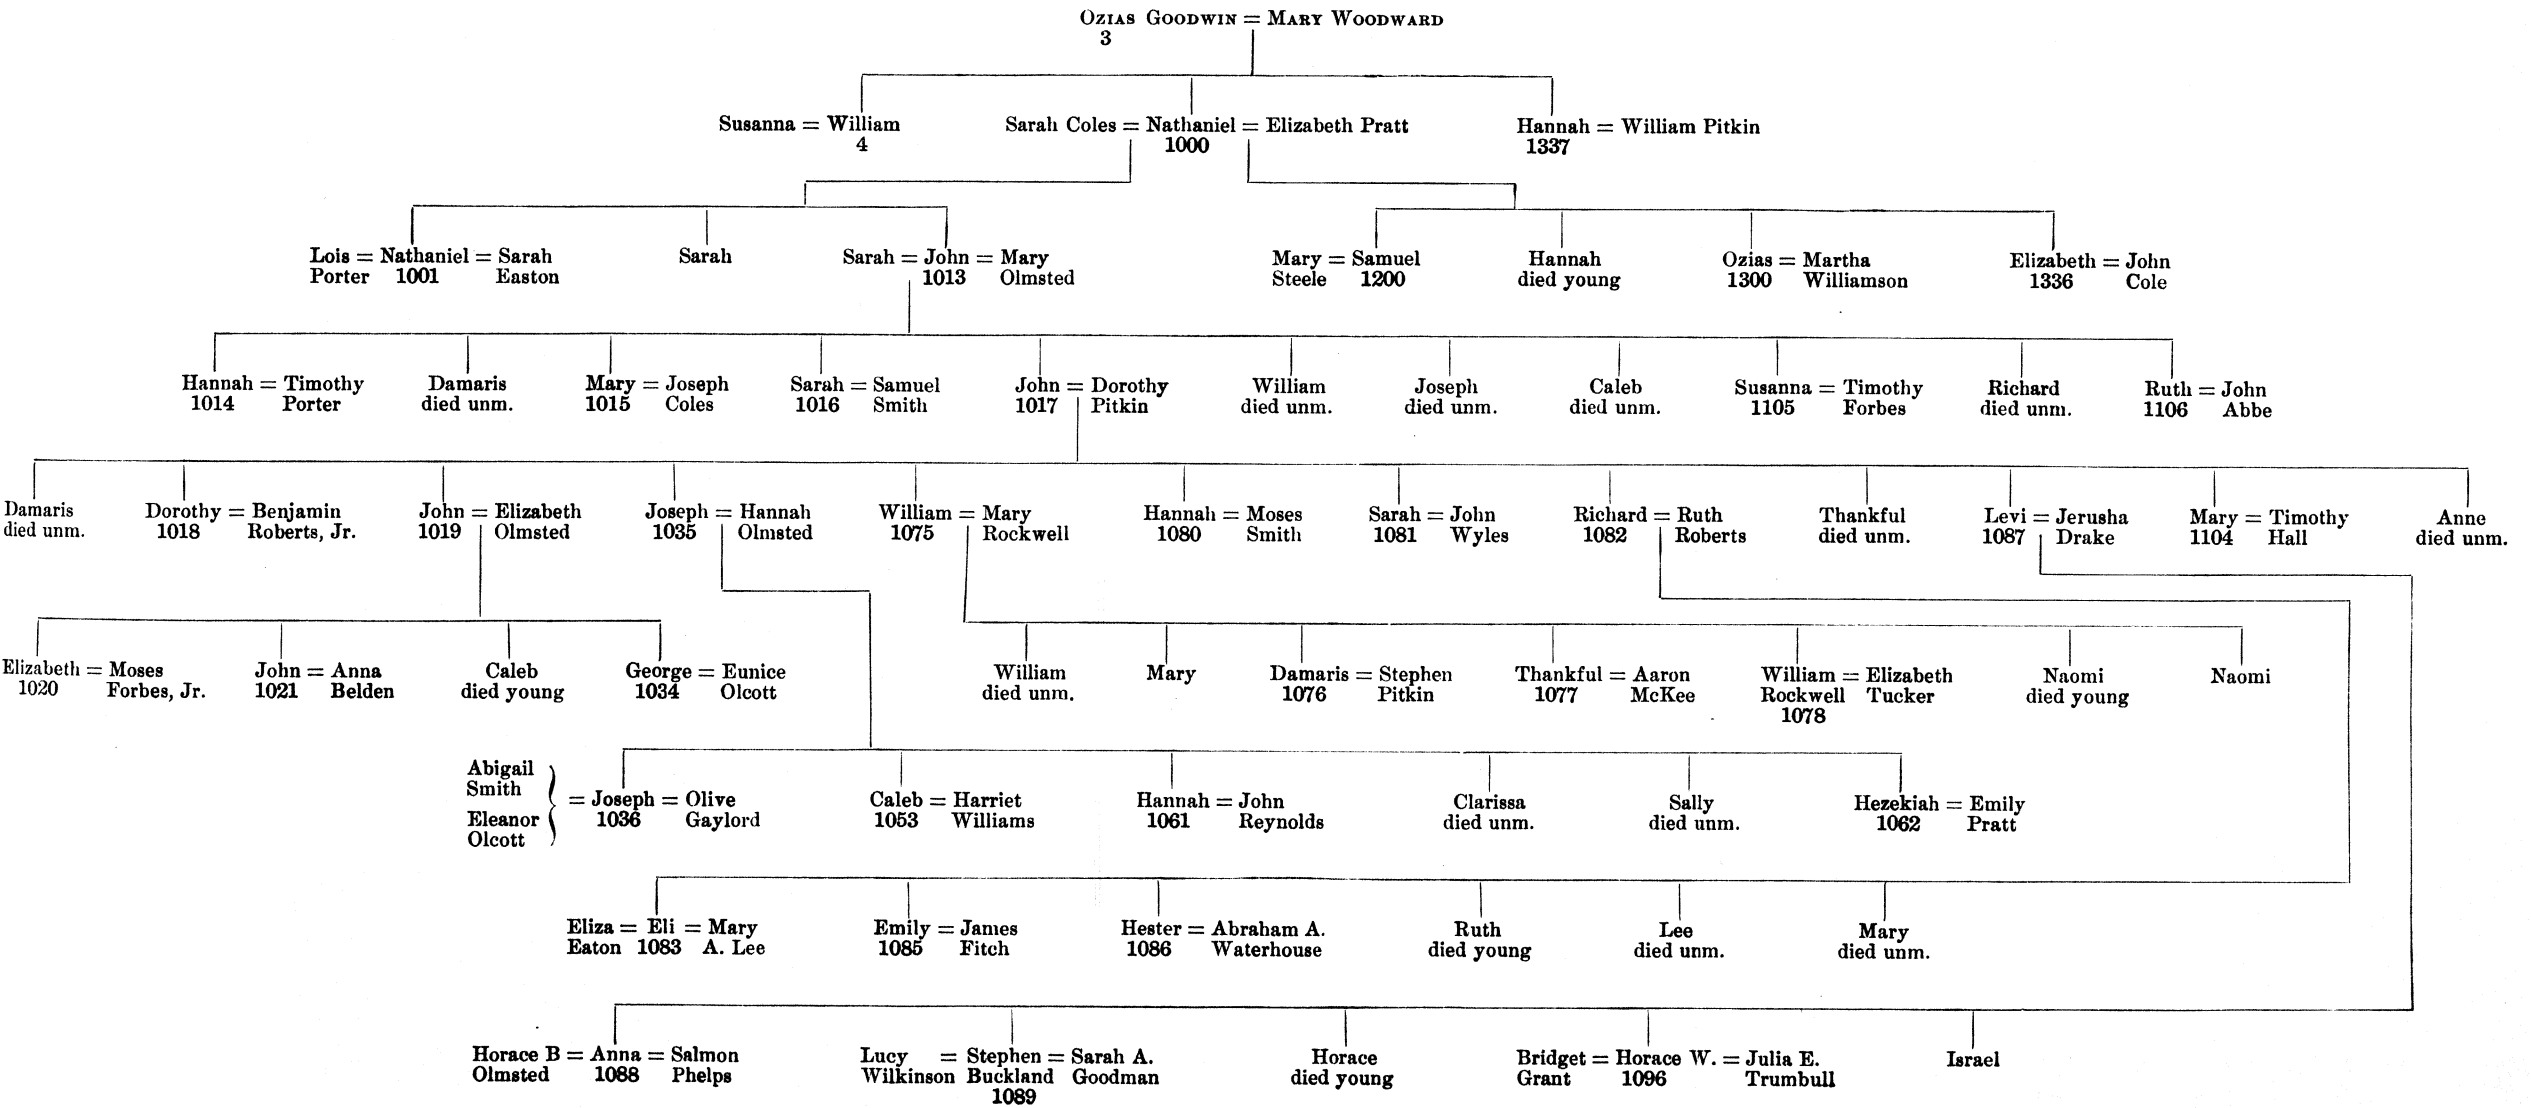 OZIAS GOODWIN = MARY WOODWARD
3
Susanna = William Sarah Coles = Nathaniel = Elizabeth Pratt Hannah = William Pitkin
4 1000 1337
Lois = Nathaniel = Sarah Sarah Sarah = John = Mary Mary = Samuel Hannah Ozias = Martha Elizabeth = John
Porter 1001 Easton 1013 Olmsted Steele 1200 died young 1300 Williamson 1336 Cole
Hannah = Timothy Damaris Mary = Joseph Sarah = Samuel John = Dorothy William Joseph Caleb Susanna = Timothy Richard Ruth = John
1014 Porter died unm. 1015 Coles 1016 Smith 1017 Pitkin died unm. died unm. died unm. 1105 Forbes died unm. 1106 Abbe
Damaris Dorothy = Benjamin John = Elizabeth Joseph = Hannah William = Mary Hannah = Moses Sarah = John Richard = Ruth Thankful Levi = Jerusha Mary = Timothy Anne
died unm. 1018 Roberts, Jr. 1019 Olmsted 1035 Olmsted 1075 Rockwell 1080 Smith 1081 Wyles 1082 Roberts died unm. 1087 Drake 1104 Hall died unm.
Elizabeth = Moses John = Anna Caleb George = Eunice William Mary Damaris = Stephen Thankful = Aaron William = Elizabeth Naomi Naomi
1020 Forbes, Jr. 1021 Belden died young 1034 Olcott died unm. 1076 Pitkin 1077 McKee Rockwell Tucker died young
1078
Abigail
Smith
= Joseph = Olive Caleb = Harriet Hannah = John Clarissa Sally Hezekiah = Emily
Eleanor 1036 Gaylord 1053 Williams 1061 Reynolds died unm. died unm. 1062 Pratt
Olcott
Eliza = Eli = Mary Emily = James Hester = Abraham A. Ruth Lee Mary
Eaton 1083 A. Lee 1085 Fitch 1086 Waterhouse died young died unm. died unm.
Horace B = Anna = Salmon Lucy = Stephen = Sarah A. Horace Bridget = Horace W. = Julia E. Israel
Olmsted 1088 Phelps Wilkinson Buckland Goodman died young Grant 1096 Trumbull
1089